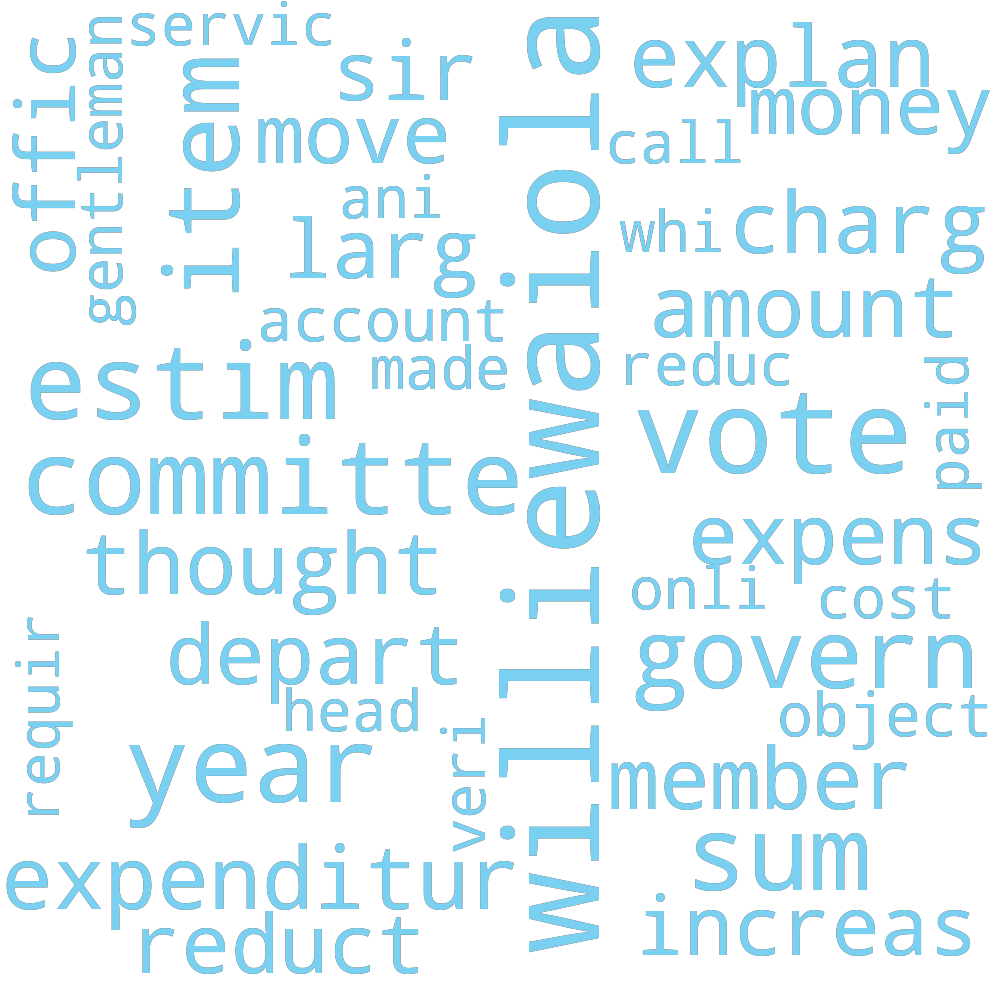 servic
offic
gentleman
item
sir
move
explan
money
call
ani
larg
whi
charg
account
amount
made
reduc
estim
vote
paid
williewaiola
committe
thought
expens
onli
cost
requir
depart
govern
head
object
year
veri
member
expenditur
sum
reduct
increas